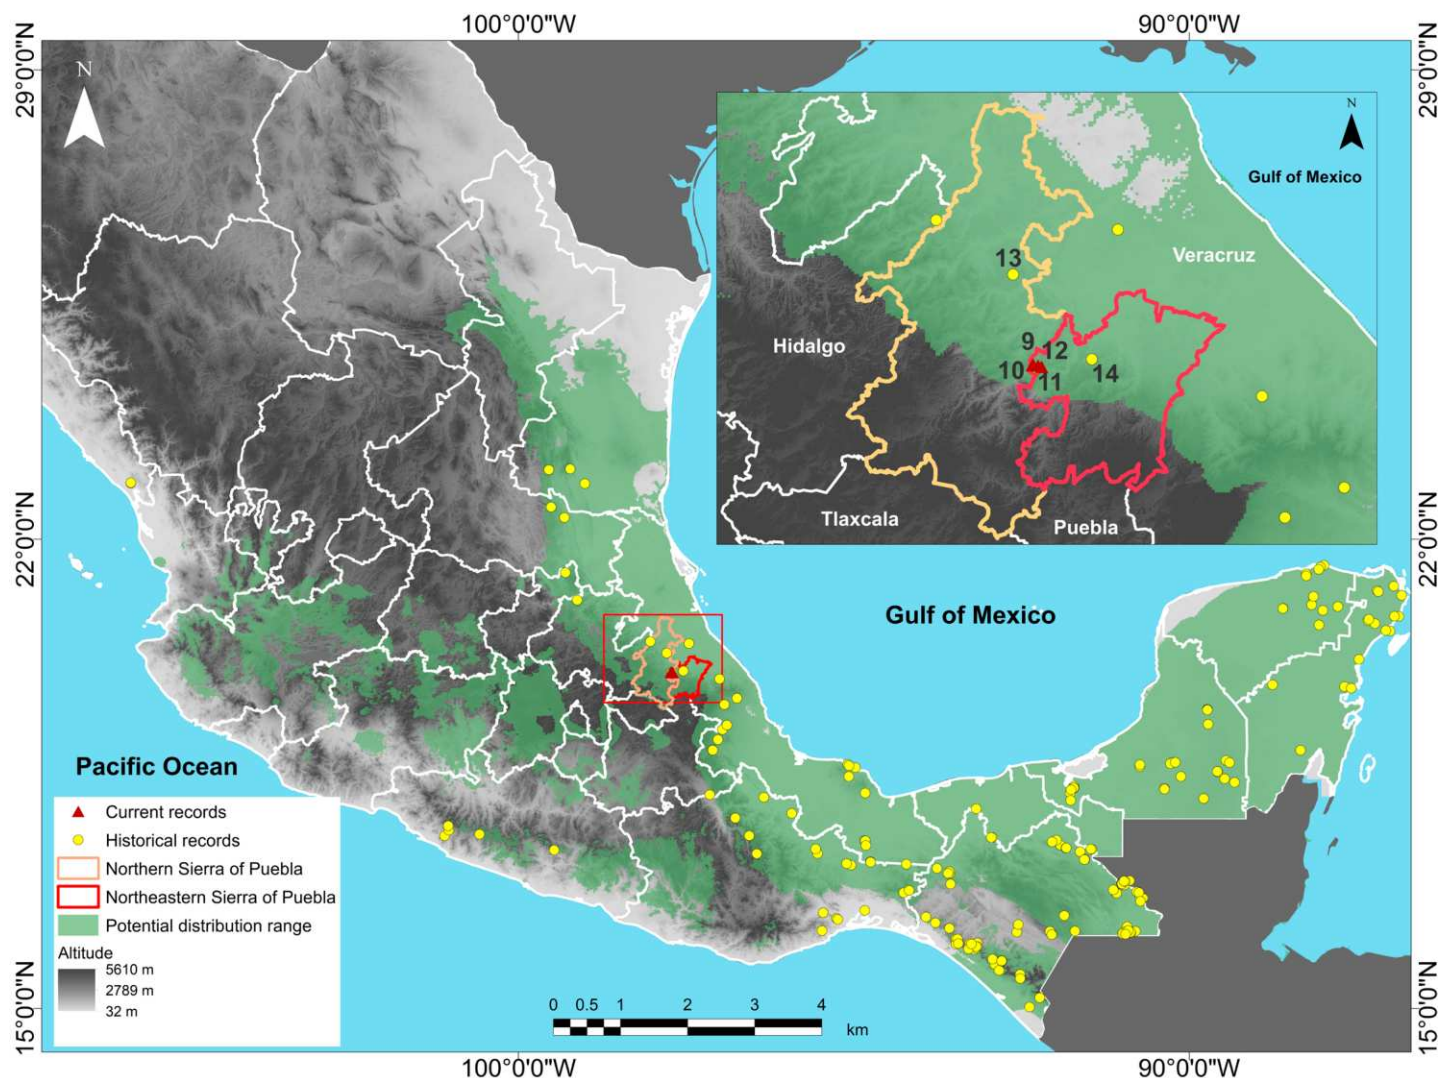 100°0'0"W 90°0'0"W
29°0'0"N
29°0'0"N
N
N
Gulf of Mexico
Veracruz
13
Hidalgo
9 12
10 11 14
Tlaxcala
Puebla
22°0'0"N
22°0'0"N
Gulf of Mexico
Pacific Ocean
Current records
Historical records
Northern Sierra of Puebla
Northeastern Sierra of Puebla
Potential distribution range
Altitude
5610 m
2789 m
32 m
0 0.5 1 2 3 4
km
15°0'0"N
15°0'0"N
100°0'0"W 90°0'0"W